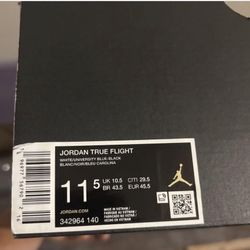 JORDAN TRUE FLIGHT
WHITE/UNIVERSITY BLUE-BLACK
BLANC/NOIR/BLEU CAROLINA
11.5
UK 10.5
CITI 29.5
BR 43.5
EUR 45.5
JORDAN.COM
342964 140
MADE IN VIETNAM